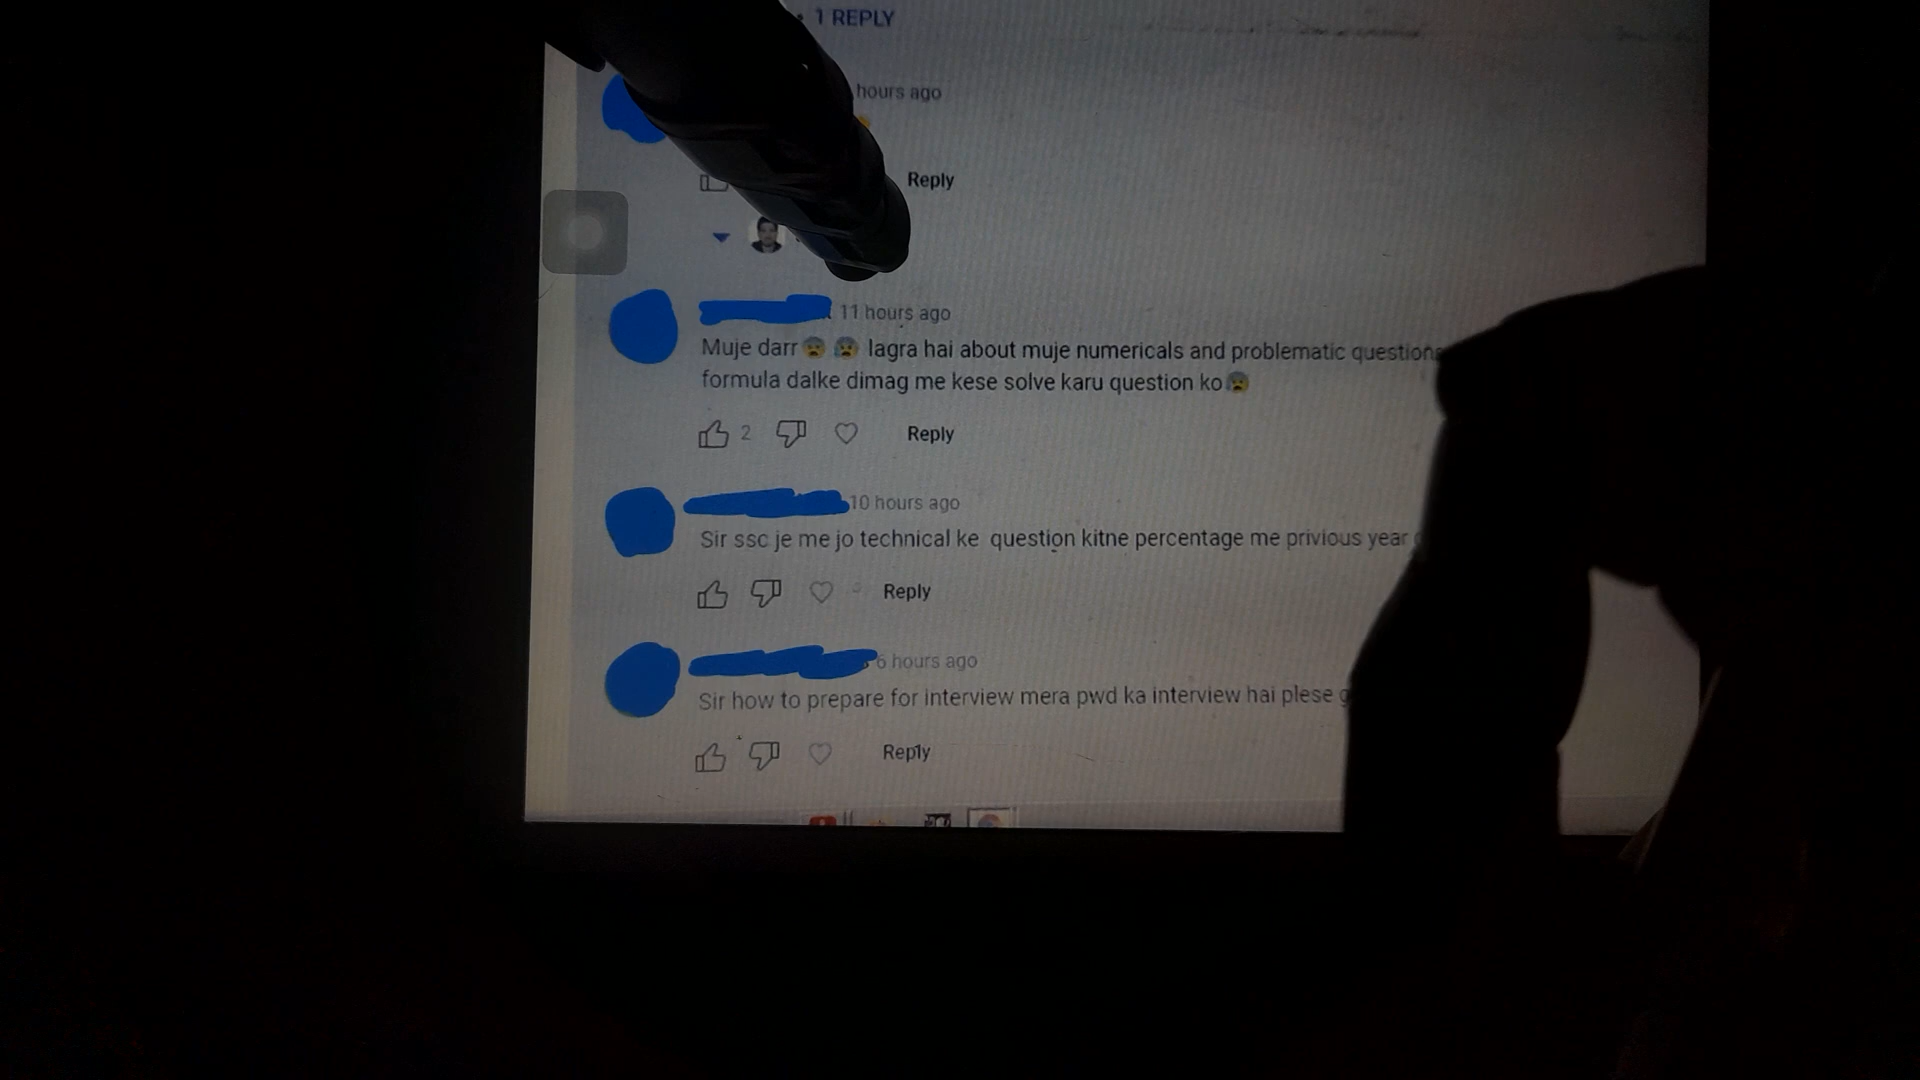 1 REPLY
hours ago
Reply
11 hours ago
Muje darr😰😰 lagra hai about muje numericals and problematic questions
formula dalke dimag me kese solve karu question ko😰
2
Reply
10 hours ago
Sir ssc je me jo technical ke question kitne percentage me privious year
Reply
6 hours ago
Sir how to prepare for interview mera pwd ka interview hai plese
Reply